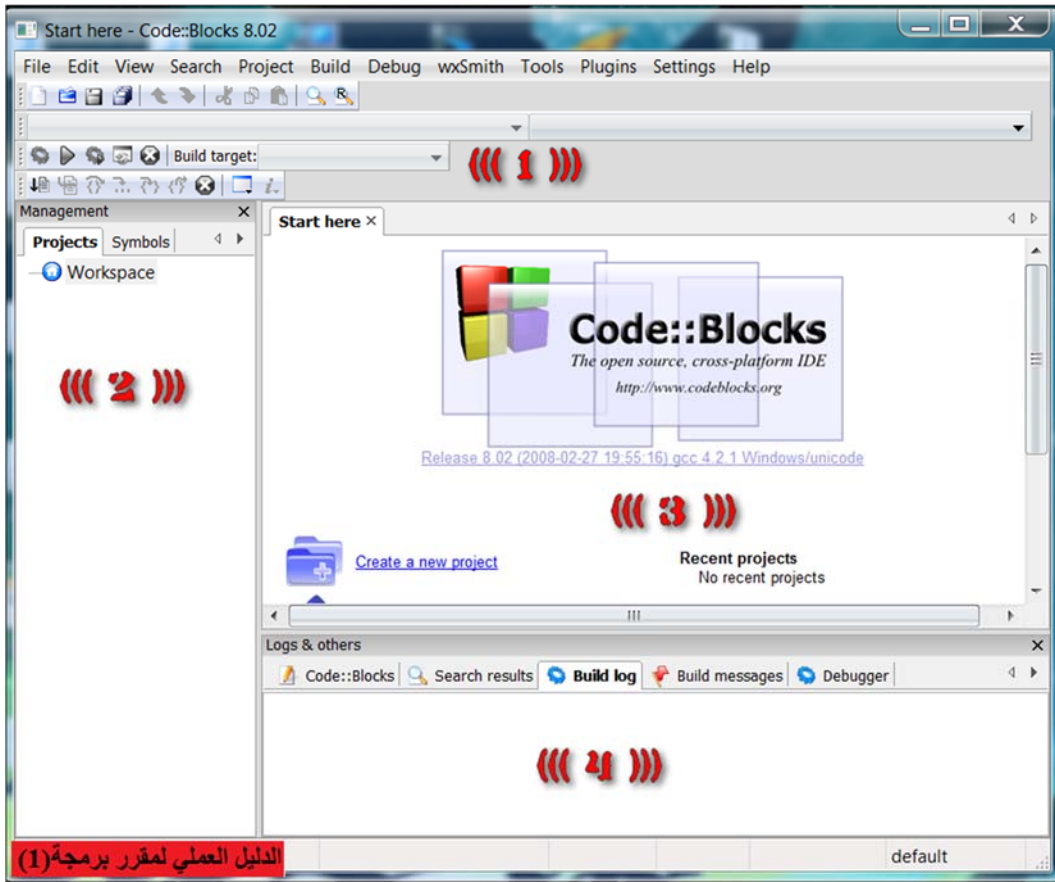 Start here - Code::Blocks 8.02
File Edit View Search Project Build Debug wxSmith Tools Plugins Settings Help
Build target:
((( 1 )))
Management
Projects Symbols
Workspace
((( 2 )))
Start here
Code::Blocks
The open source, cross-platform IDE
http://www.codeblocks.org
Release 8.02 (2008-02-27 19:55:16) gcc 4.2.1 Windows/unicode
((( 3 )))
Create a new project
Recent projects
No recent projects
Logs & others
Code::Blocks Search results Build log Build messages Debugger
((( 4 )))
الدليل العملي لمقرر برمجة(1)
default